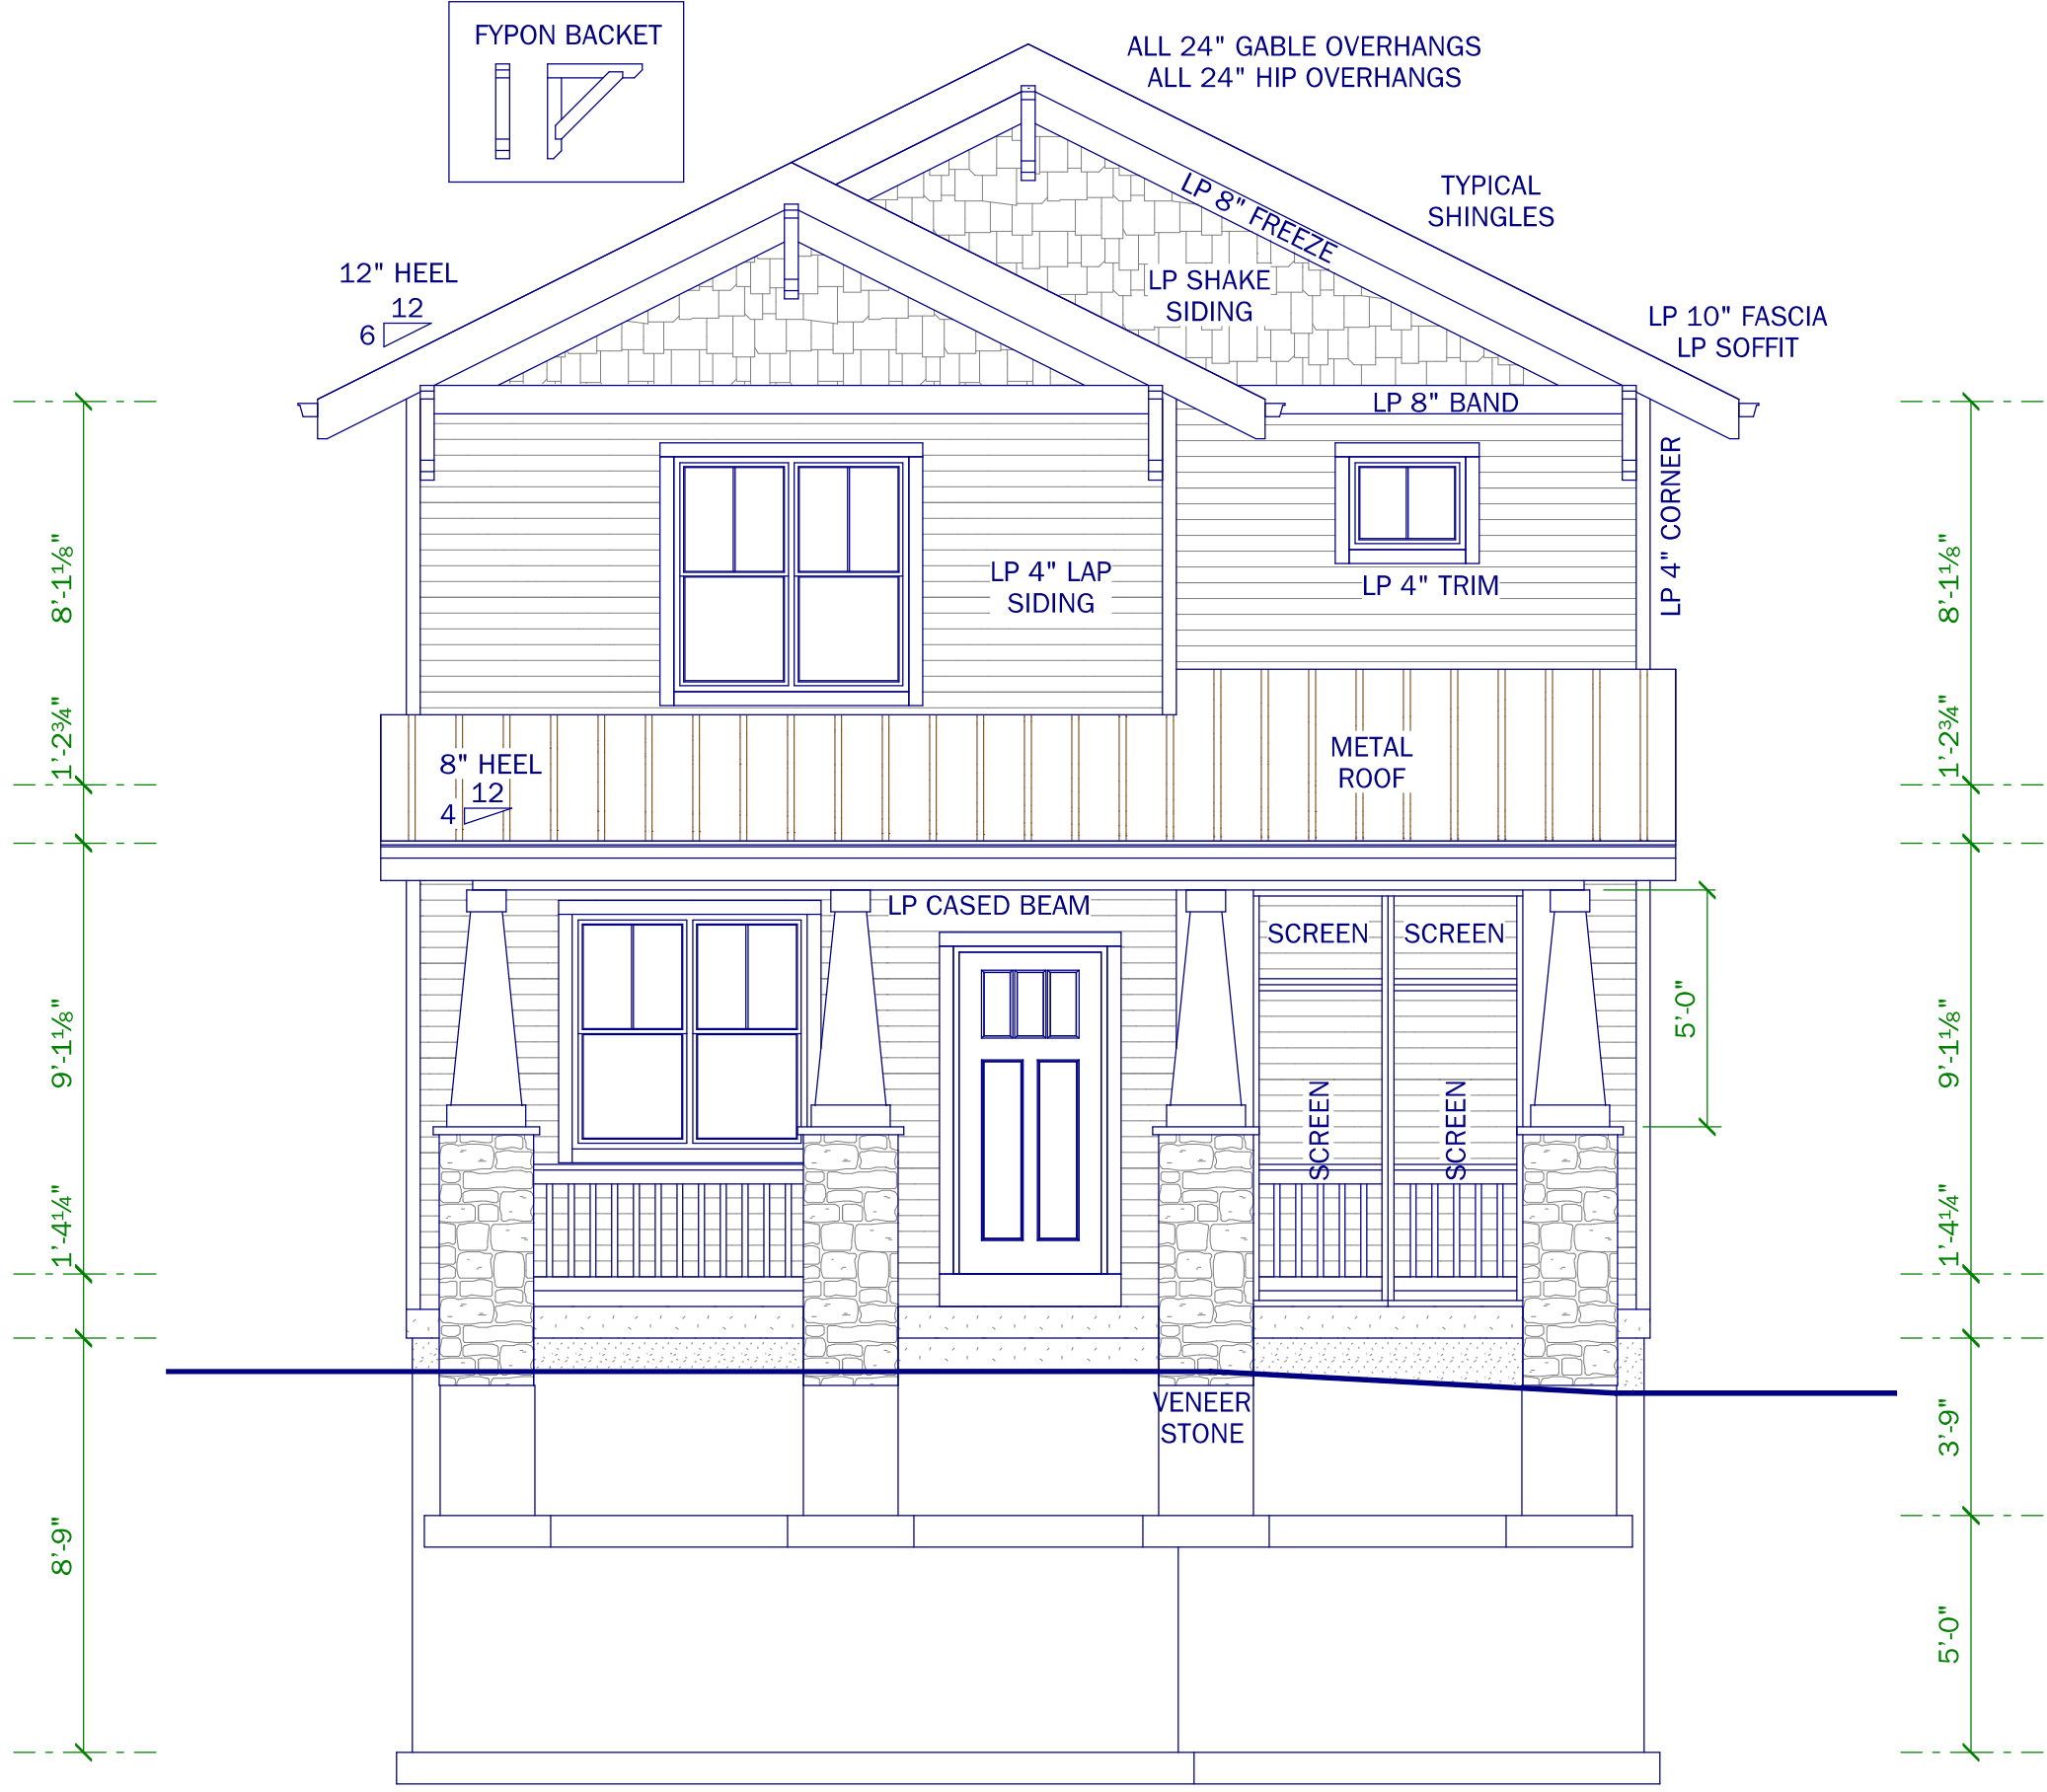 FYPON BACKET
ALL 24" GABLE OVERHANGS
ALL 24" HIP OVERHANGS
TYPICAL
SHINGLES
LP 8" FREEZE
12" HEEL
12
6
LP SHAKE
SIDING
LP 10" FASCIA
LP SOFFIT
LP 8" BAND
LP 4" CORNER
8'-1⅛"
LP 4" LAP
SIDING
LP 4" TRIM
8'-1⅛"
1'-2¾"
8" HEEL
12
4
METAL
ROOF
1'-2¾"
LP CASED BEAM
SCREEN
SCREEN
9'-1⅛"
5'-0"
9'-1⅛"
SCREEN
SCREEN
1'-4¼"
1'-4¼"
VENEER
STONE
3'-9"
8'-9"
5'-0"